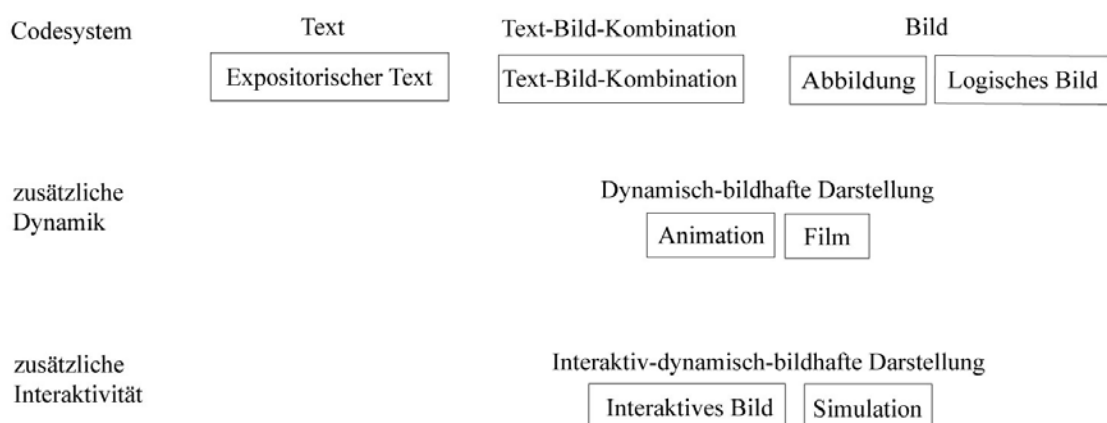 Codesystem Text Text-Bild-Kombination Bild
Expositorischer Text Text-Bild-Kombination Abbildung Logisches Bild
zusätzliche Dynamisch-bildhafte Darstellung
Dynamik Animation Film
zusätzliche Interaktiv-dynamisch-bildhafte Darstellung
Interaktivität Interaktives Bild Simulation